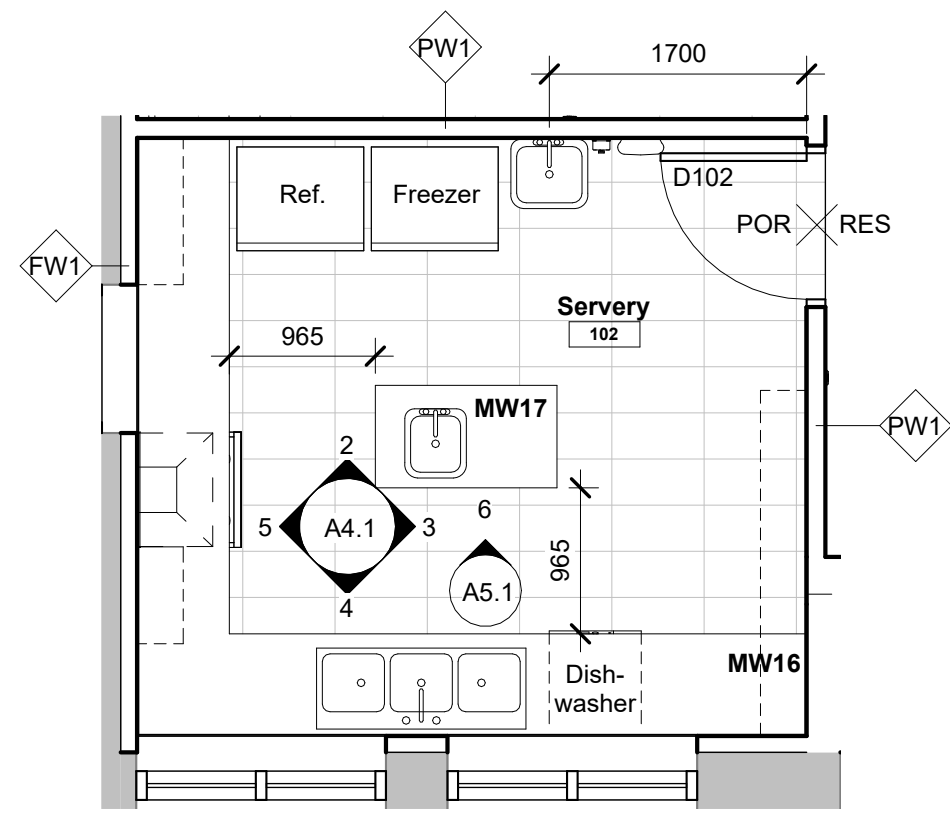 PW1
1700
Ref.
Freezer
D102
POR
RES
FW1
Servery
102
965
MW17
PW1
2
5
A4.1
3
4
6
A5.1
965
MW16
Dish-
washer